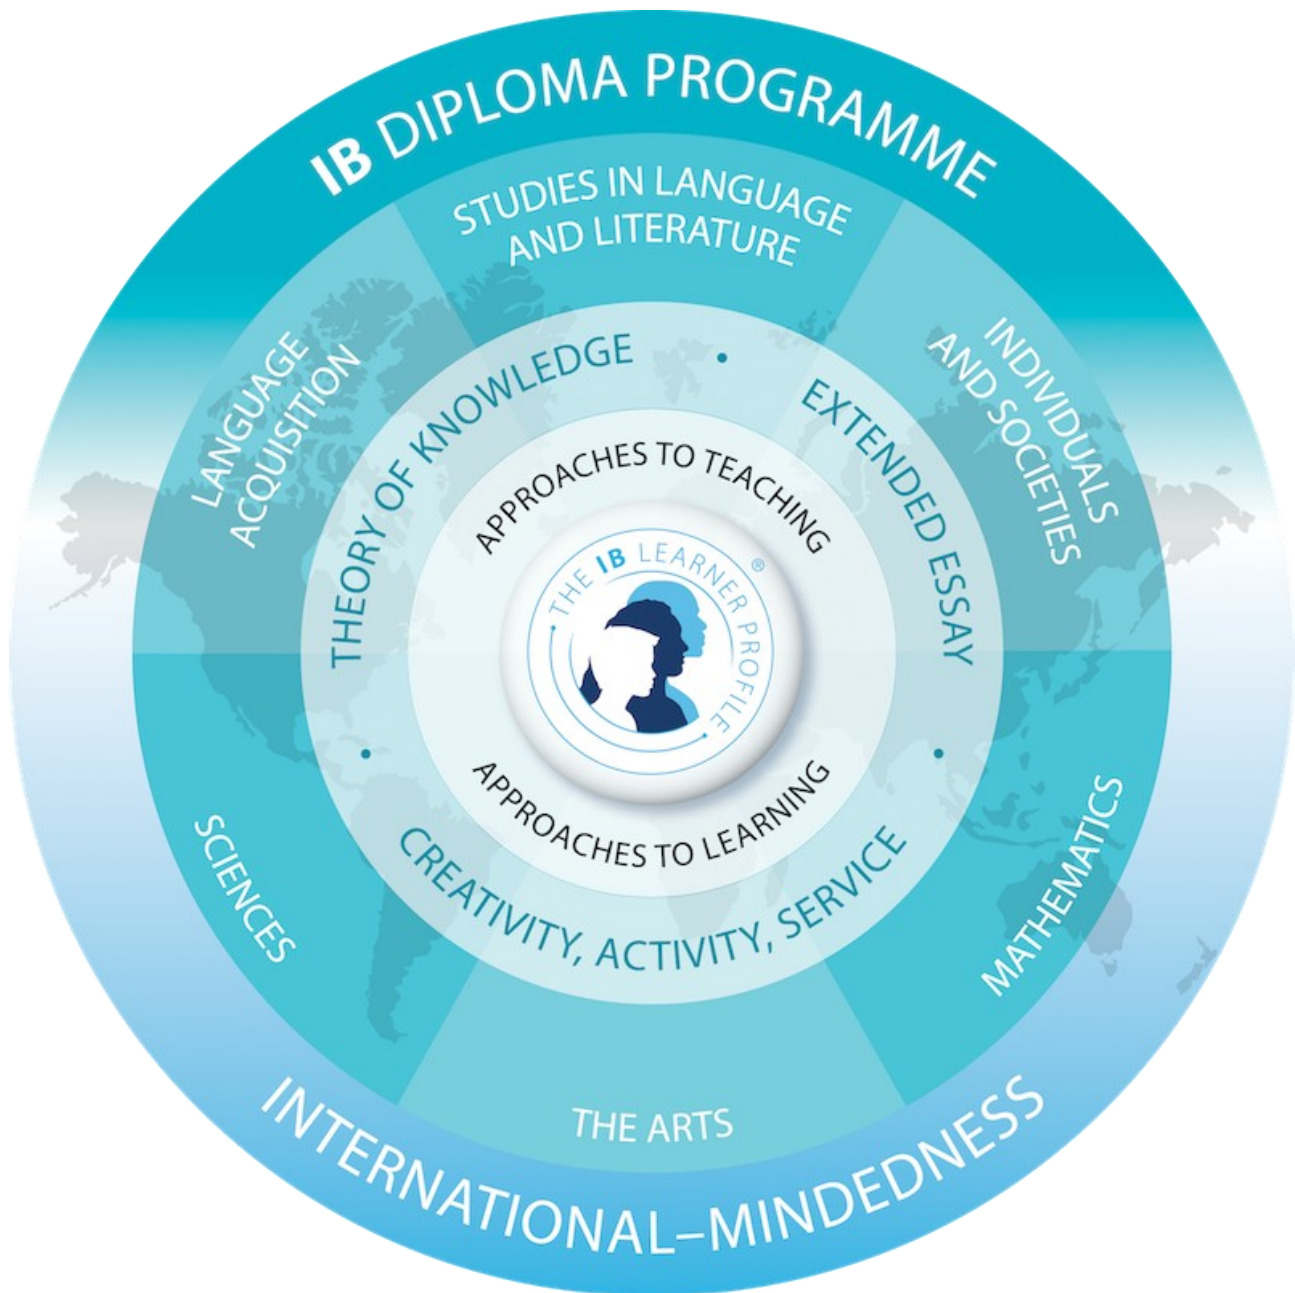 IB DIPLOMA PROGRAMME
STUDIES IN LANGUAGE
AND LITERATURE
LANGUAGE
ACQUISITION
INDIVIDUALS
AND SOCIETIES
THEORY OF KNOWLEDGE
EXTENDED ESSAY
APPROACHES TO TEACHING
THE IB LEARNER PROFILE
®
APPROACHES TO LEARNING
CREATIVITY, ACTIVITY, SERVICE
SCIENCES
MATHEMATICS
THE ARTS
INTERNATIONAL–MINDEDNESS